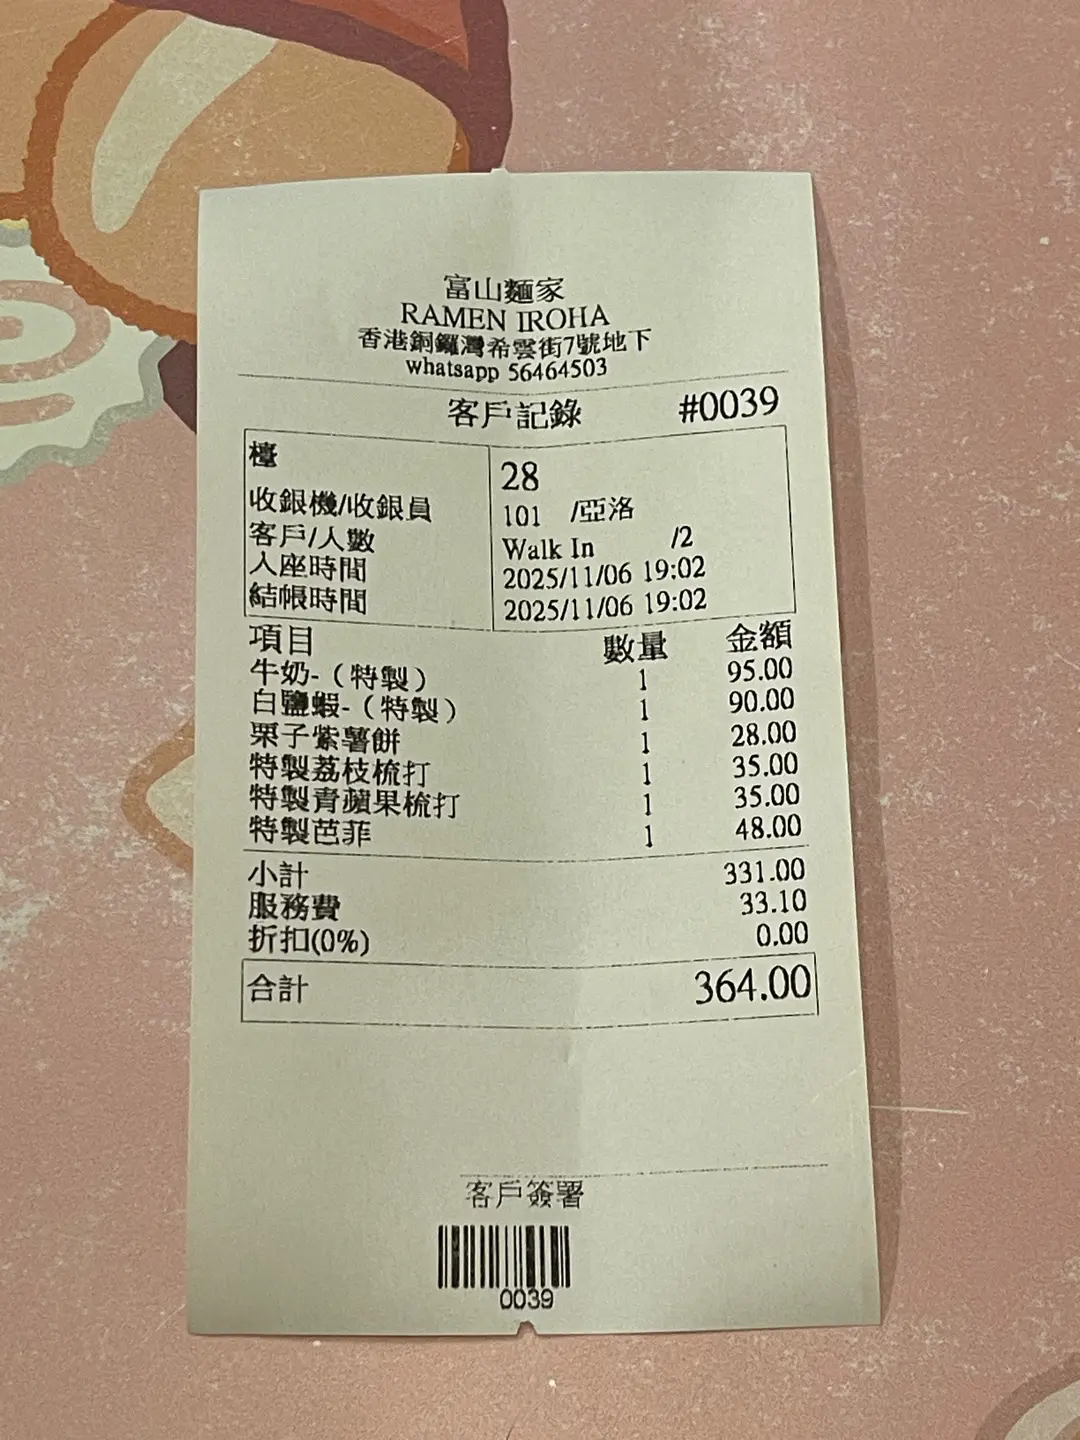 富山麵家
RAMEN IROHA
香港銅鑼灣希雲街7號地下
whatsapp 56464503
客戶記錄 #0039
檯 28
收銀機/收銀員 101 /亞洛
客戶/人數 Walk In /2
入座時間 2025/11/06 19:02
結帳時間 2025/11/06 19:02
項目 數量 金額
牛奶-（特製） 1 95.00
白鹽蝦-（特製） 1 90.00
栗子紫薯餅 1 28.00
特製荔枝梳打 1 35.00
特製青蘋果梳打 1 35.00
特製芭菲 1 48.00
小計 331.00
服務費 33.10
折扣(0%) 0.00
合計 364.00
客戶簽署
0039